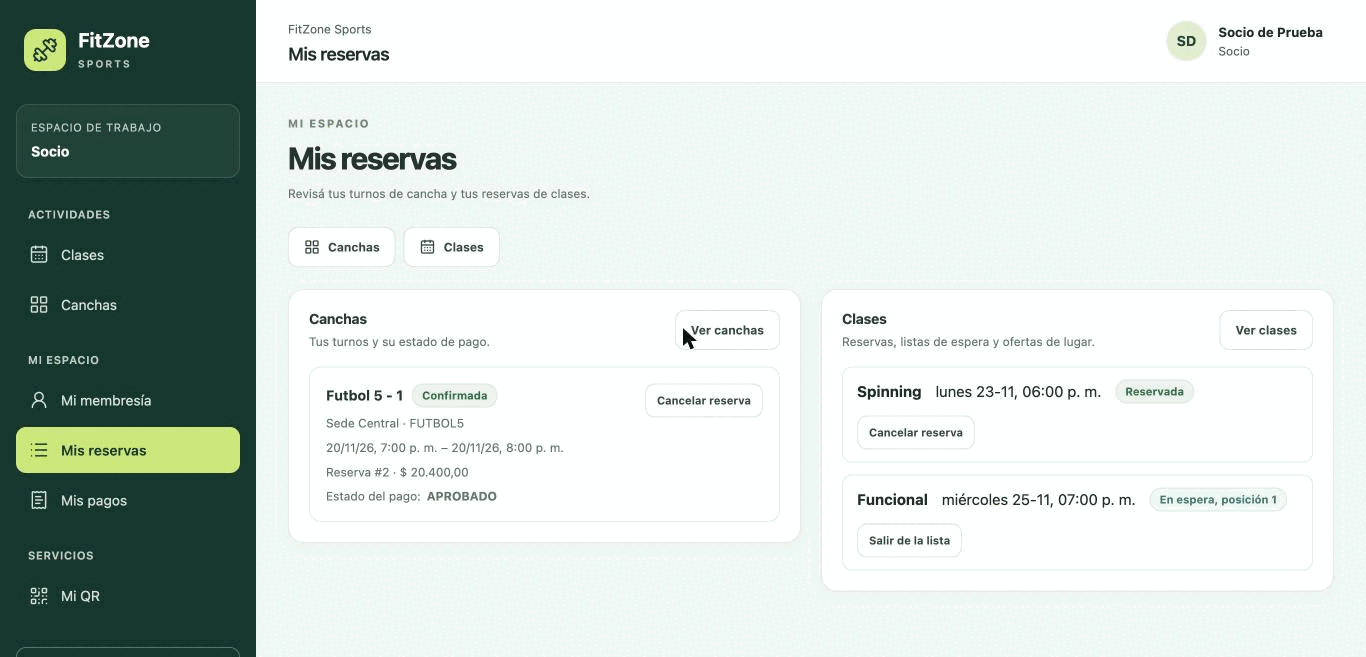 FitZone
SPORTS
ESPACIO DE TRABAJO
Socio
ACTIVIDADES
Clases
Canchas
MI ESPACIO
Mi membresía
Mis reservas
Mis pagos
SERVICIOS
Mi QR
FitZone Sports
Mis reservas
SD
Socio de Prueba
Socio
MI ESPACIO
Mis reservas
Revisá tus turnos de cancha y tus reservas de clases.
Canchas
Clases
Canchas
Tus turnos y su estado de pago.
Ver canchas
Futbol 5 - 1 Confirmada
Cancelar reserva
Sede Central · FUTBOL5
20/11/26, 7:00 p. m. – 20/11/26, 8:00 p. m.
Reserva #2 · $ 20.400,00
Estado del pago: APROBADO
Clases
Reservas, listas de espera y ofertas de lugar.
Ver clases
Spinning lunes 23-11, 06:00 p. m. Reservada
Cancelar reserva
Funcional miércoles 25-11, 07:00 p. m. En espera, posición 1
Salir de la lista